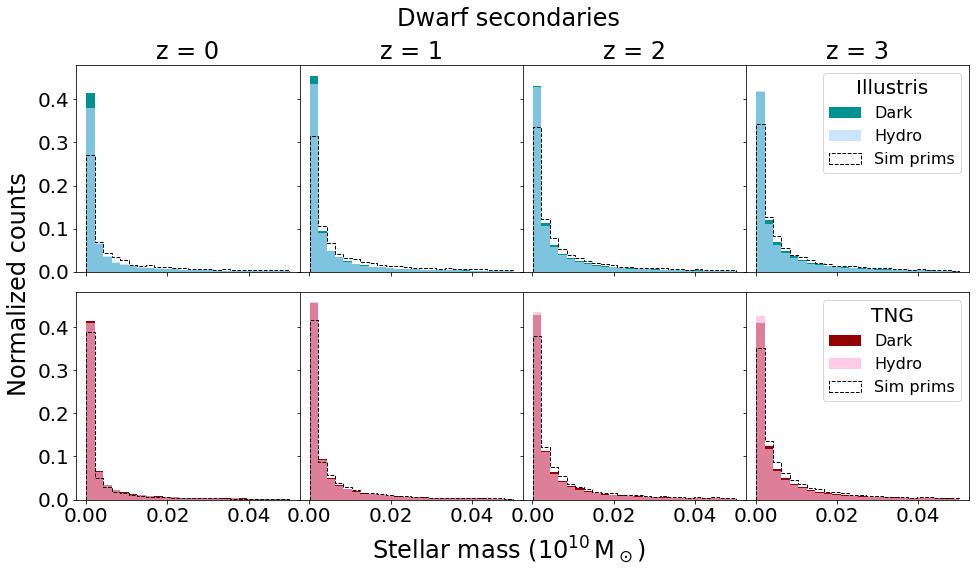 Dwarf secondaries
z = 0 z = 1 z = 2 z = 3
Illustris
Dark
Hydro
Sim prims
0.4
0.3
0.2
0.1
0.0
TNG
Dark
Hydro
Sim prims
0.4
0.3
0.2
0.1
0.0
0.00 0.02 0.04 0.00 0.02 0.04 0.00 0.02 0.04 0.00 0.02 0.04
Normalized counts
Stellar mass (10^10 M_⊙)